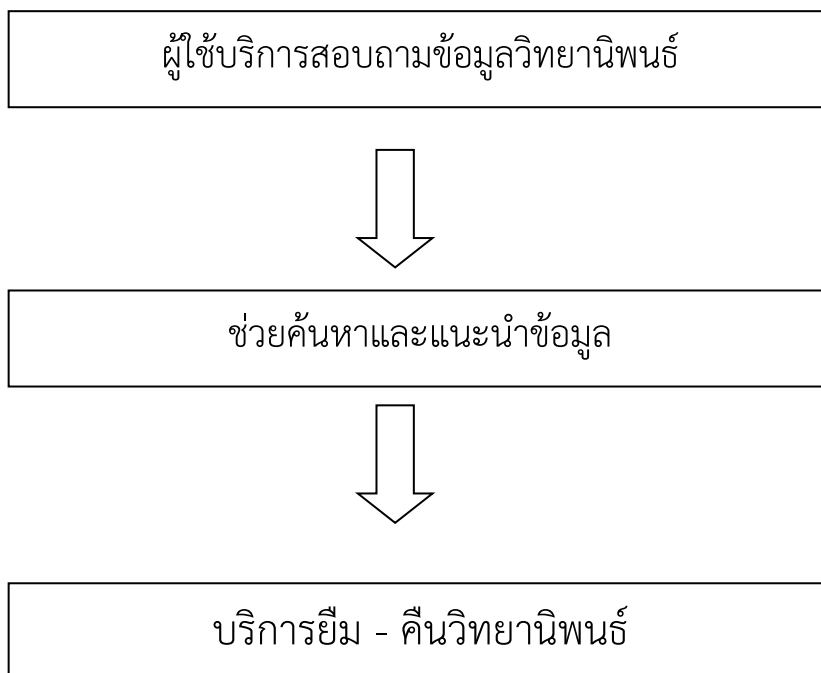 ผู้ใช้บริการสอบถามข้อมูลวิทยานิพนธ์
ช่วยค้นหาและแนะนำข้อมูล
บริการยืม - คืนวิทยานิพนธ์